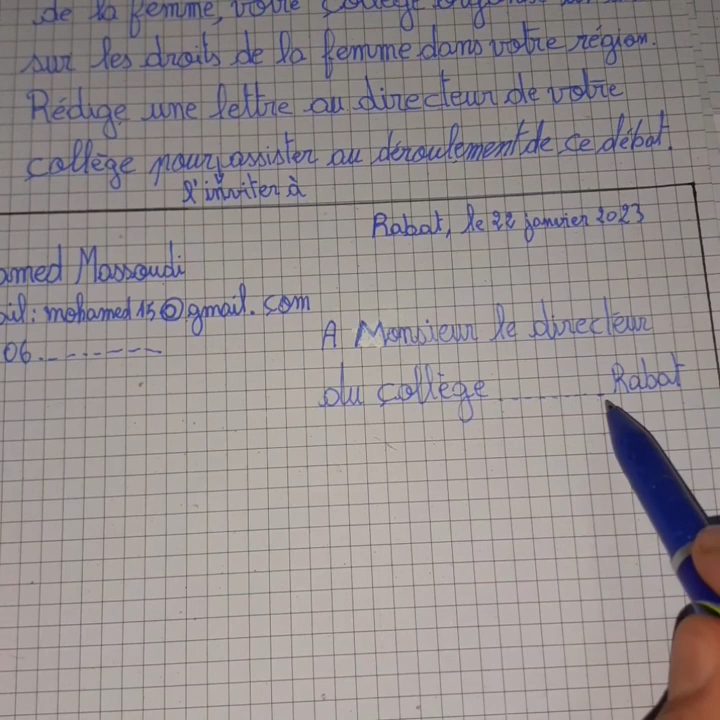 de la femme, votre collège
sur les droits de la femme dans votre région.
Rédige une lettre au directeur de votre
collège pour assister au déroulement de ce débat.
l'inviter à
Rabat, le 22 janvier 2023
amed Massoudi
ail: mohamed15@gmail.com
06........
A Monsieur le directeur
du collège ........ Rabat